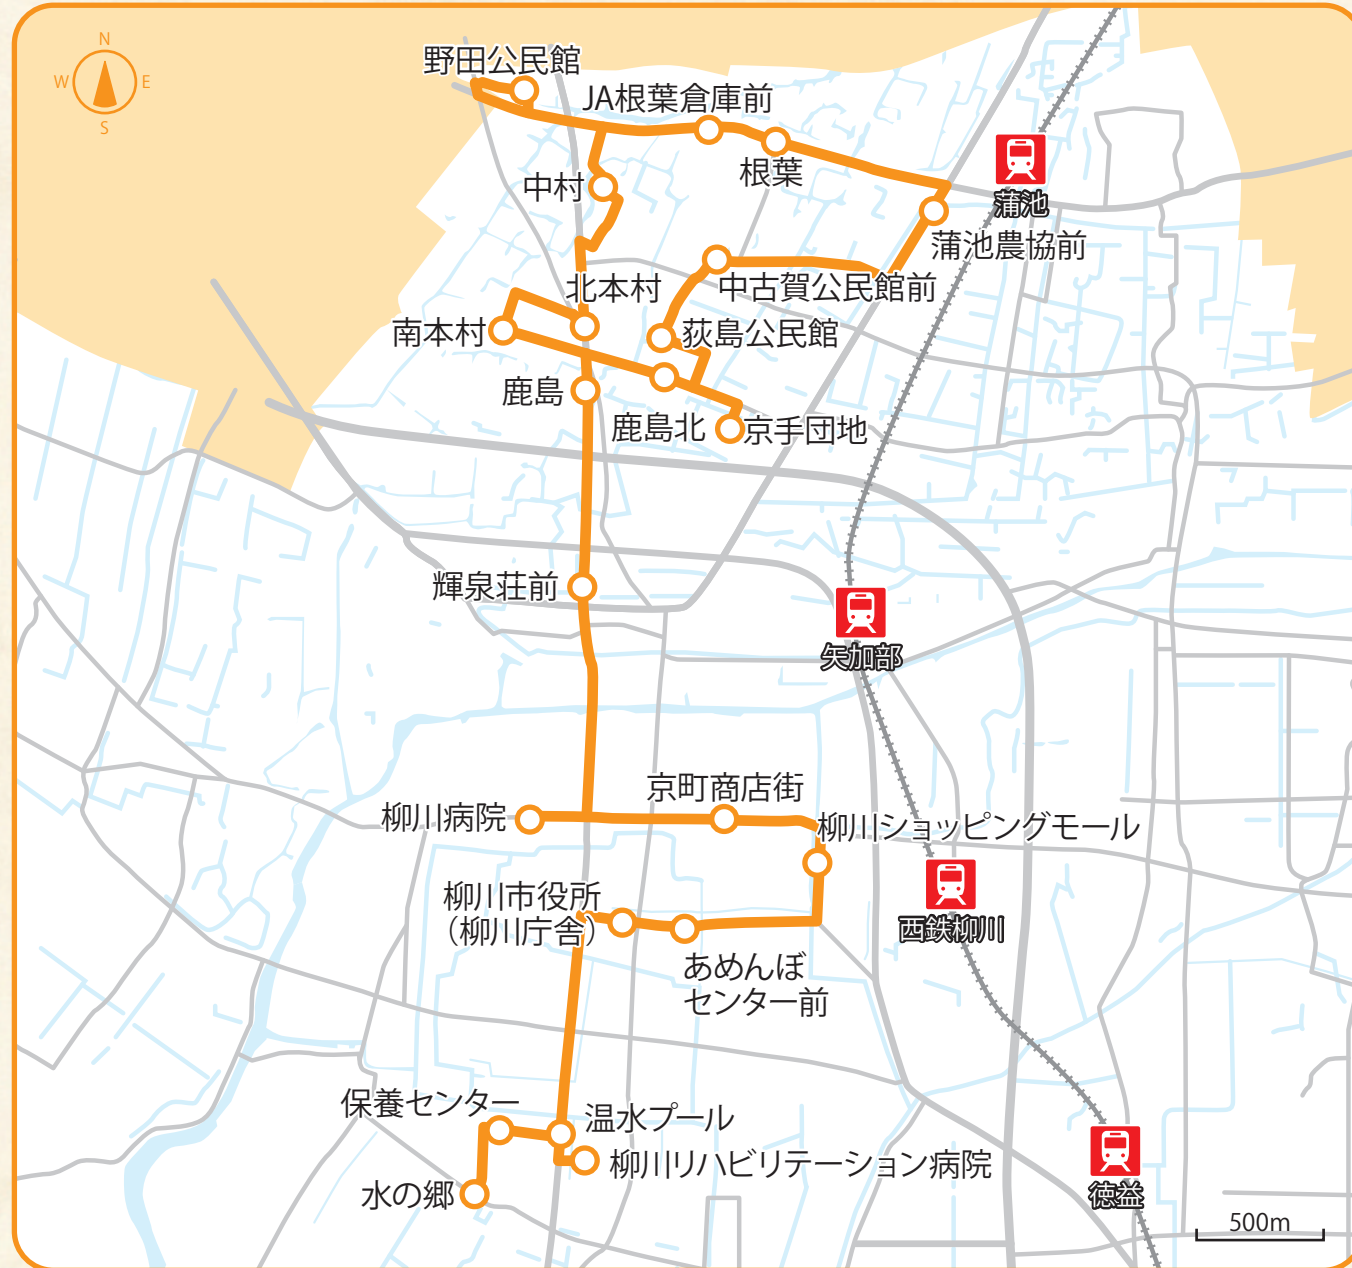 N
W
E
S
野田公民館
JA根葉倉庫前
根葉
中村
蒲池
蒲池農協前
北本村
中古賀公民館前
南本村
荻島公民館
鹿島
鹿島北
京手団地
輝泉荘前
矢加部
京町商店街
柳川病院
柳川ショッピングモール
柳川市役所
（柳川庁舎）
西鉄柳川
あめんぼ
センター前
保養センター
温水プール
柳川リハビリテーション病院
水の郷
徳益
500m